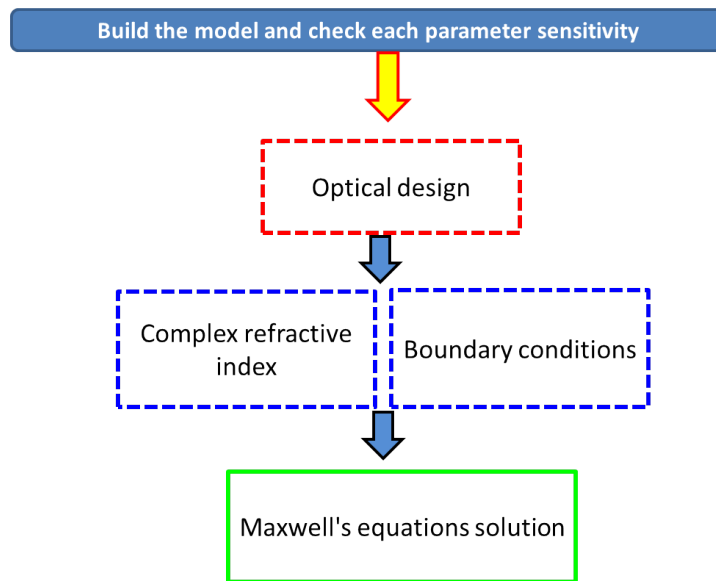 Build the model and check each parameter sensitivity
Optical design
Complex refractive
index
Boundary conditions
Maxwell's equations solution